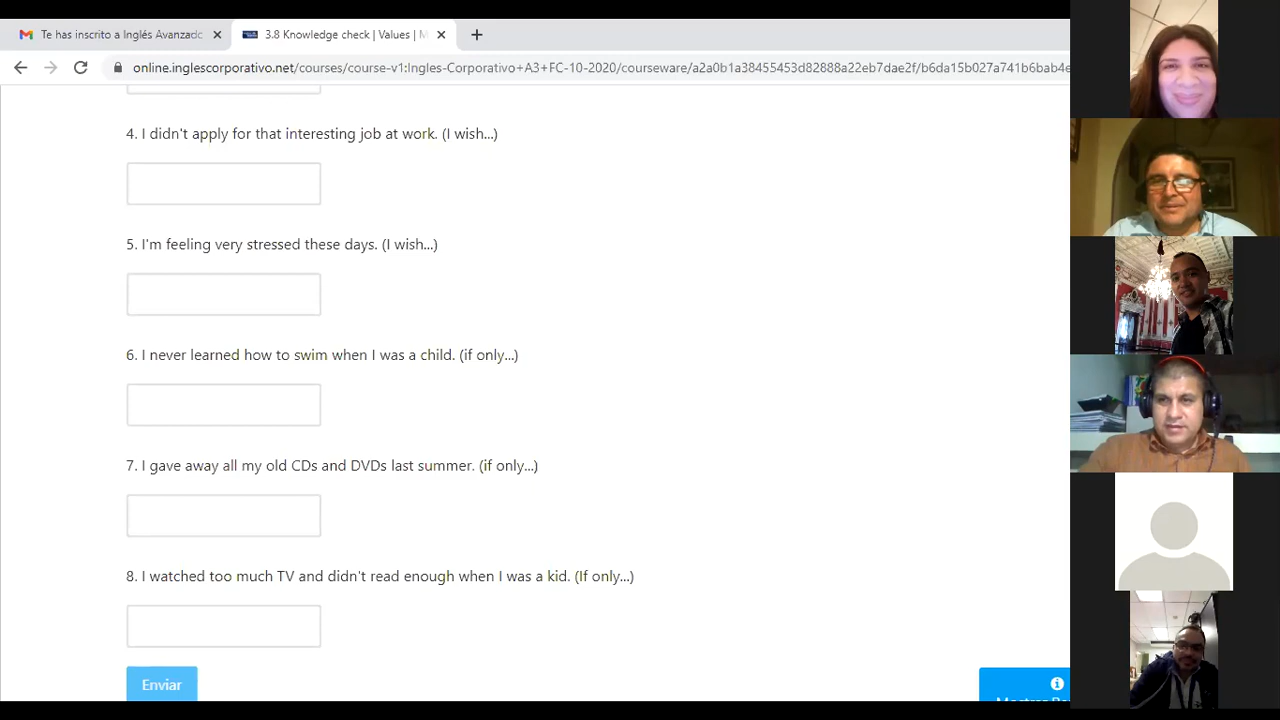 Te has inscrito a Inglés Avanzado
3.8 Knowledge check | Values |
online.inglescorporativo.net/courses/course-v1:Ingles-Corporativo+A3+FC-10-2020/courseware/a2a0b1a38455453d82888a22eb7dae2f/b6da15b027a741b6bab4e
4. I didn't apply for that interesting job at work. (I wish...)
5. I'm feeling very stressed these days. (I wish...)
6. I never learned how to swim when I was a child. (if only...)
7. I gave away all my old CDs and DVDs last summer. (if only...)
8. I watched too much TV and didn't read enough when I was a kid. (If only...)
Enviar